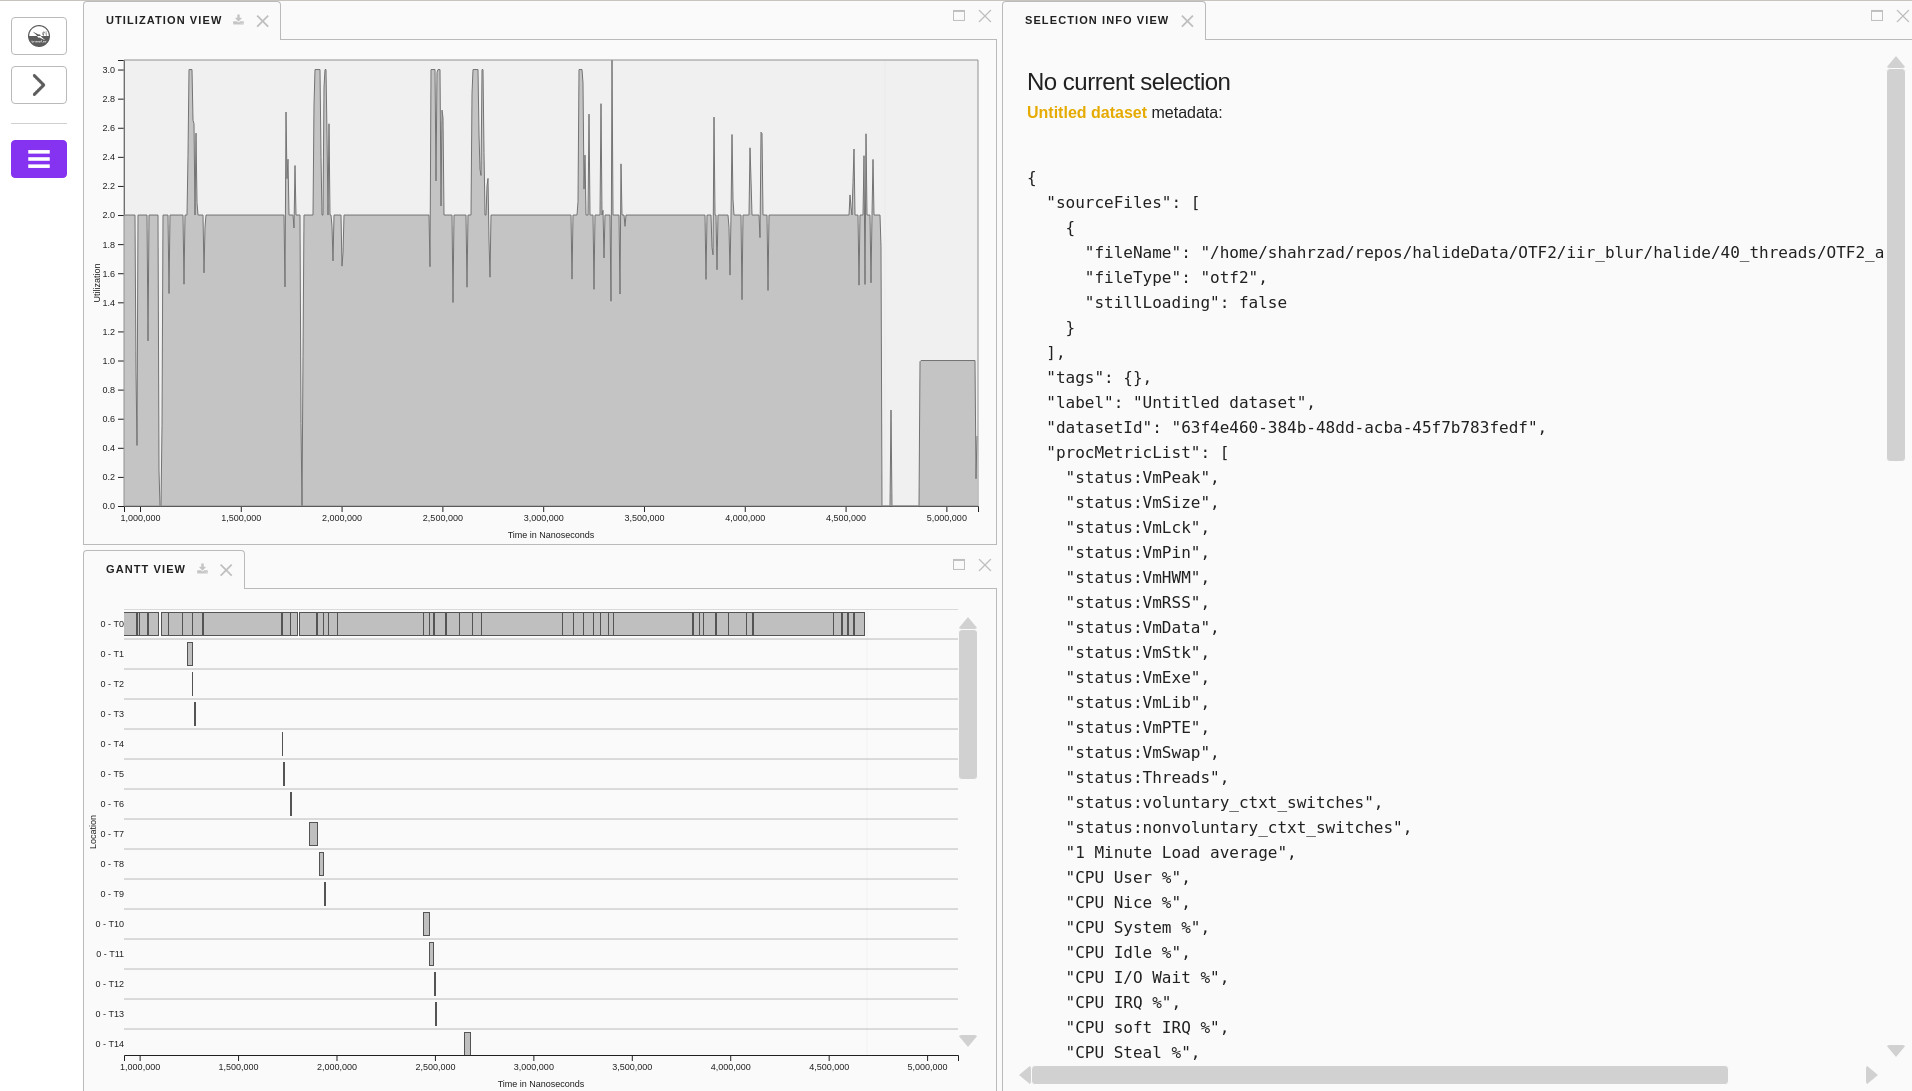 UTILIZATION VIEW
3.0
2.8
2.6
2.4
2.2
2.0
1.8
1.6
1.4
1.2
1.0
0.8
0.6
0.4
0.2
0.0
Utilization
1,000,000 1,500,000 2,000,000 2,500,000 3,000,000 3,500,000 4,000,000 4,500,000 5,000,000
Time in Nanoseconds
GANTT VIEW
0 - T0
0 - T1
0 - T2
0 - T3
0 - T4
0 - T5
0 - T6
0 - T7
0 - T8
0 - T9
0 - T10
0 - T11
0 - T12
0 - T13
0 - T14
Location
1,000,000 1,500,000 2,000,000 2,500,000 3,000,000 3,500,000 4,000,000 4,500,000 5,000,000
Time in Nanoseconds
SELECTION INFO VIEW
No current selection
Untitled dataset metadata:
{
"sourceFiles": [
{
"fileName": "/home/shahrzad/repos/halideData/OTF2/iir_blur/halide/40_threads/OTF2_a
"fileType": "otf2",
"stillLoading": false
}
],
"tags": {},
"label": "Untitled dataset",
"datasetId": "63f4e460-384b-48dd-acba-45f7b783fedf",
"procMetricList": [
"status:VmPeak",
"status:VmSize",
"status:VmLck",
"status:VmPin",
"status:VmHWM",
"status:VmRSS",
"status:VmData",
"status:VmStk",
"status:VmExe",
"status:VmLib",
"status:VmPTE",
"status:VmSwap",
"status:Threads",
"status:voluntary_ctxt_switches",
"status:nonvoluntary_ctxt_switches",
"1 Minute Load average",
"CPU User %",
"CPU Nice %",
"CPU System %",
"CPU Idle %",
"CPU I/O Wait %",
"CPU IRQ %",
"CPU soft IRQ %",
"CPU Steal %",